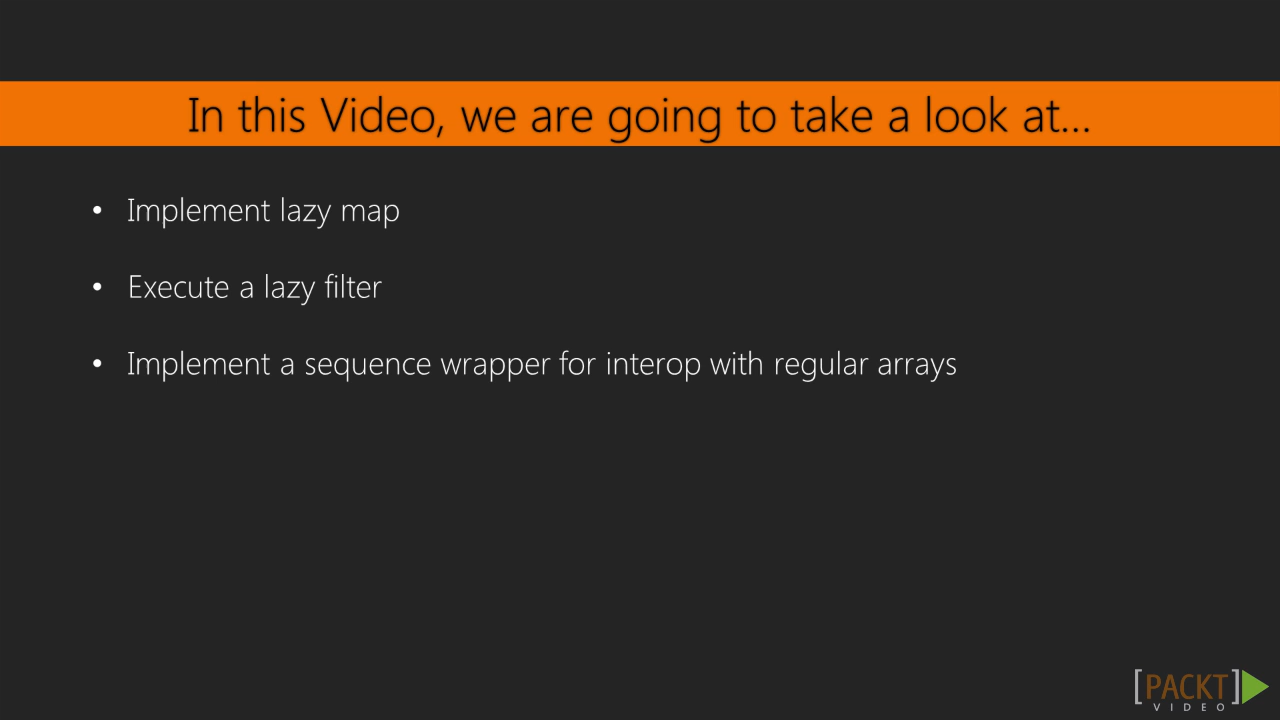 In this Video, we are going to take a look at...
• Implement lazy map
• Execute a lazy filter
• Implement a sequence wrapper for interop with regular arrays
[PACKT]
VIDEO